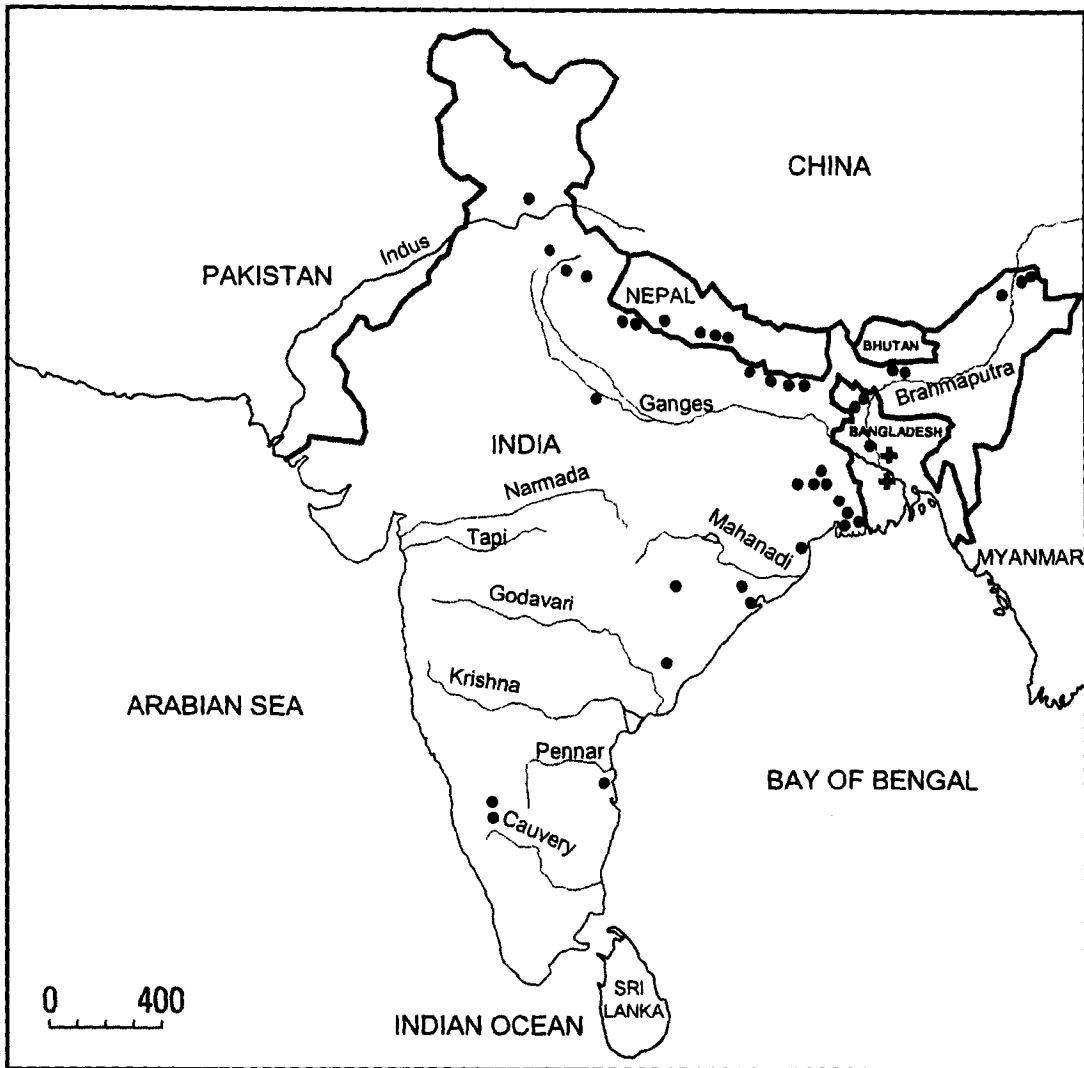 CHINA
Indus
PAKISTAN
NEPAL
BHUTAN
Brahmaputra
Ganges
BANGLADESH
INDIA
Narmada
Tapi
Mahanadi
MYANMAR
Godavari
Krishna
ARABIAN SEA
Pennar
BAY OF BENGAL
Cauvery
0 400
SRI
LANKA
INDIAN OCEAN